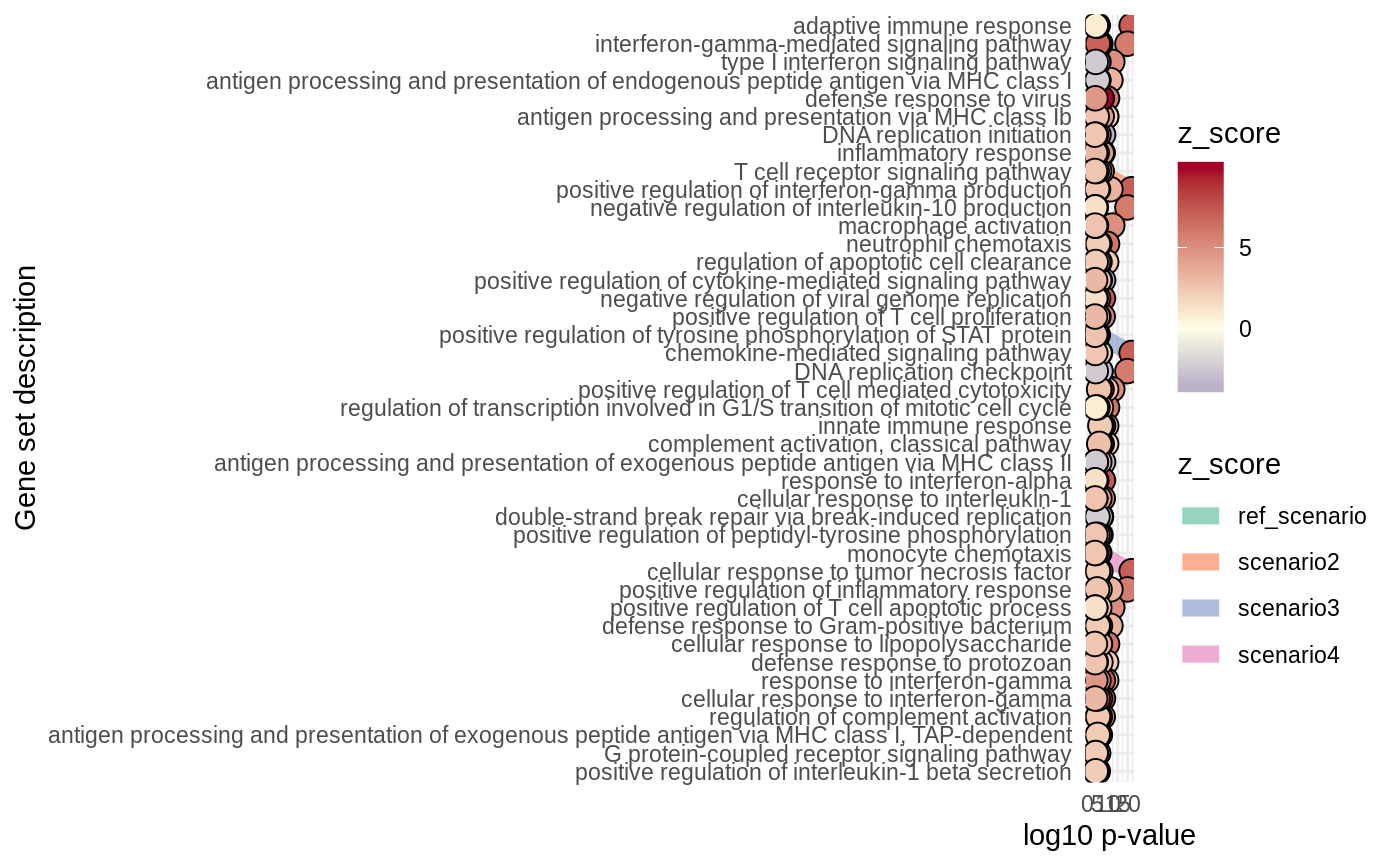 adaptive immune response
interferon-gamma-mediated signaling pathway
type I interferon signaling pathway
antigen processing and presentation of endogenous peptide antigen via MHC class I
defense response to virus
antigen processing and presentation via MHC class Ib
DNA replication initiation
inflammatory response
T cell receptor signaling pathway
positive regulation of interferon-gamma production
negative regulation of interleukin-10 production
macrophage activation
neutrophil chemotaxis
regulation of apoptotic cell clearance
positive regulation of cytokine-mediated signaling pathway
negative regulation of viral genome replication
positive regulation of T cell proliferation
positive regulation of tyrosine phosphorylation of STAT protein
chemokine-mediated signaling pathway
DNA replication checkpoint
positive regulation of T cell mediated cytotoxicity
regulation of transcription involved in G1/S transition of mitotic cell cycle
innate immune response
complement activation, classical pathway
antigen processing and presentation of exogenous peptide antigen via MHC class II
response to interferon-alpha
cellular response to interleukin-1
double-strand break repair via break-induced replication
positive regulation of peptidyl-tyrosine phosphorylation
monocyte chemotaxis
cellular response to tumor necrosis factor
positive regulation of inflammatory response
positive regulation of T cell apoptotic process
defense response to Gram-positive bacterium
cellular response to lipopolysaccharide
defense response to protozoan
response to interferon-gamma
cellular response to interferon-gamma
regulation of complement activation
antigen processing and presentation of exogenous peptide antigen via MHC class I, TAP-dependent
G protein-coupled receptor signaling pathway
positive regulation of interleukin-1 beta secretion
Gene set description
0 5 10 15 20
log10 p-value
z_score
5
0
z_score
ref_scenario
scenario2
scenario3
scenario4